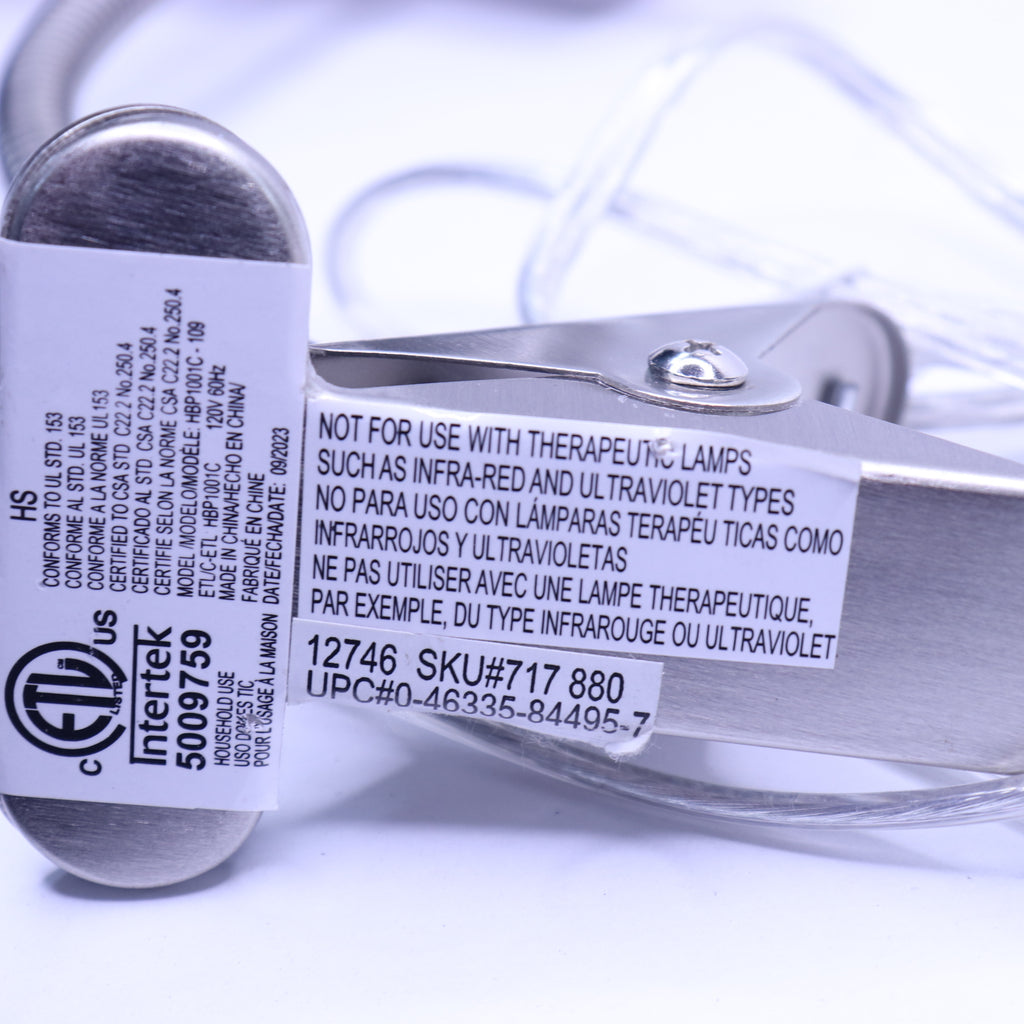 HS
CONFORMS TO UL STD. 153
CONFORME AL STD. UL 153
CONFORME A LA NORME UL 153
CERTIFIED TO CSA STD C22.2 No.250.4
CERTIFICADO AL STD CSA C22.2 No.250.4
CERTIFIE SELON LA NORME CSA C22.2 No.250.4
MODEL /MODELO/MODÈLE: HBP1001C - 109
ETLC-ETL HBP1001C 120V 60Hz
MADE IN CHINA/HECHO EN CHINA/
FABRIQUÉ EN CHINE
DATE/FECHA/DATE: 09/2023
C ETL CM LISTED US
Intertek
5009759
HOUSEHOLD USE
USO TIC
POUR L'USAGE À LA MAISON
NOT FOR USE WITH THERAPEUTIC LAMPS
SUCH AS INFRA-RED AND ULTRAVIOLET TYPES
NO PARA USO CON LÁMPARAS TERAPÉU TICAS COMO
INFRARROJOS Y ULTRAVIOLETAS
NE PAS UTILISER AVEC UNE LAMPE THERAPEUTIQUE,
PAR EXEMPLE, DU TYPE INFRAROUGE OU ULTRAVIOLET
12746 SKU#717 880
UPC#0-46335-84495-7